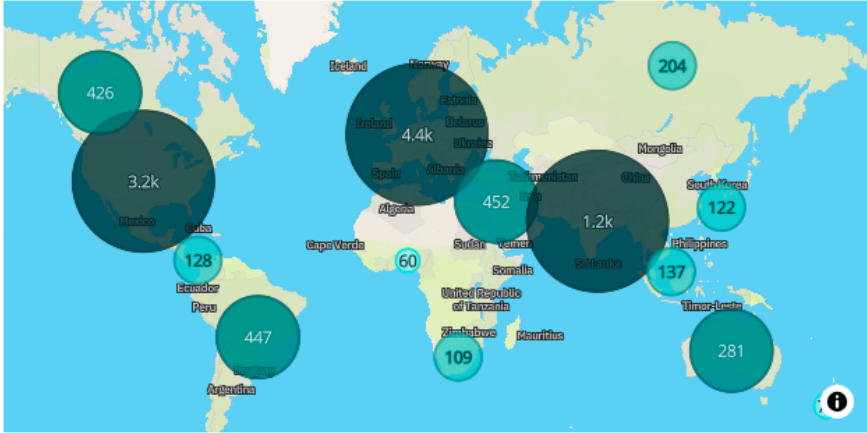 Iceland
Norway
204
426
Estonia
Ireland
4.4k
Belarus
Ukraine
Mongolia
Spain
Albania
Turkmenistan
China
South Korea
3.2k
Iran
452
122
Algeria
1.2k
Mexico
Cuba
Cape Verde
Sudan
Yemen
Philippines
128
60
Somalia
Sri Lanka
137
Ecuador
Peru
United Republic
of Tanzania
Timor-Leste
Zimbabwe
Mauritius
447
109
281
Uruguay
Argentina
i